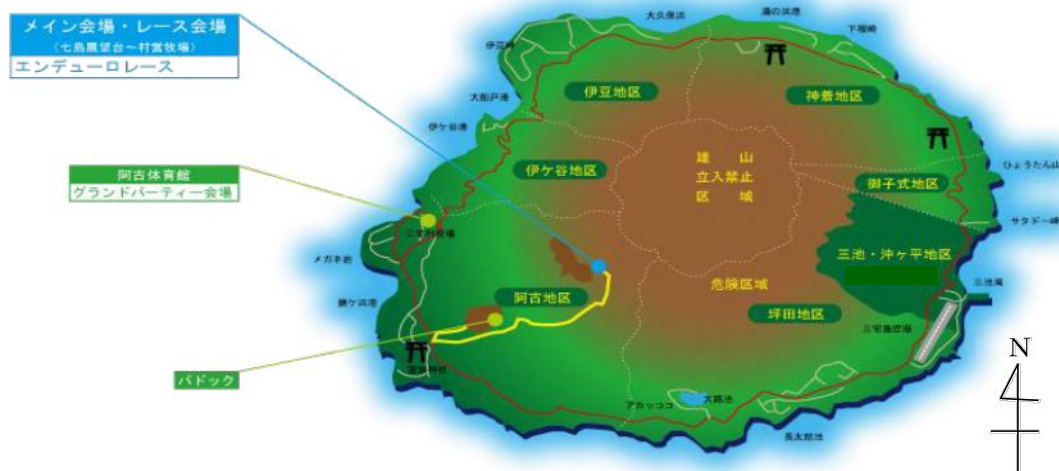 メイン会場・レース会場
(七島展望台～村営牧場)
エンデューロレース
阿古体育館
グランドパーティー会場
パドック
大久保浜
湯の浜港
下根崎
伊豆岬
大船戸港
伊ケ谷港
伊豆地区
神着地区
伊ケ谷地区
雄 山
立入禁止
区 域
御子式地区
ひょうたん山
サタドー岬
三池・沖ヶ平地区
三池浜
三宅島空港
危険区域
坪田地区
阿古地区
メガネ岩
錆ケ浜港
アカッココ
大路池
長太郎池
N